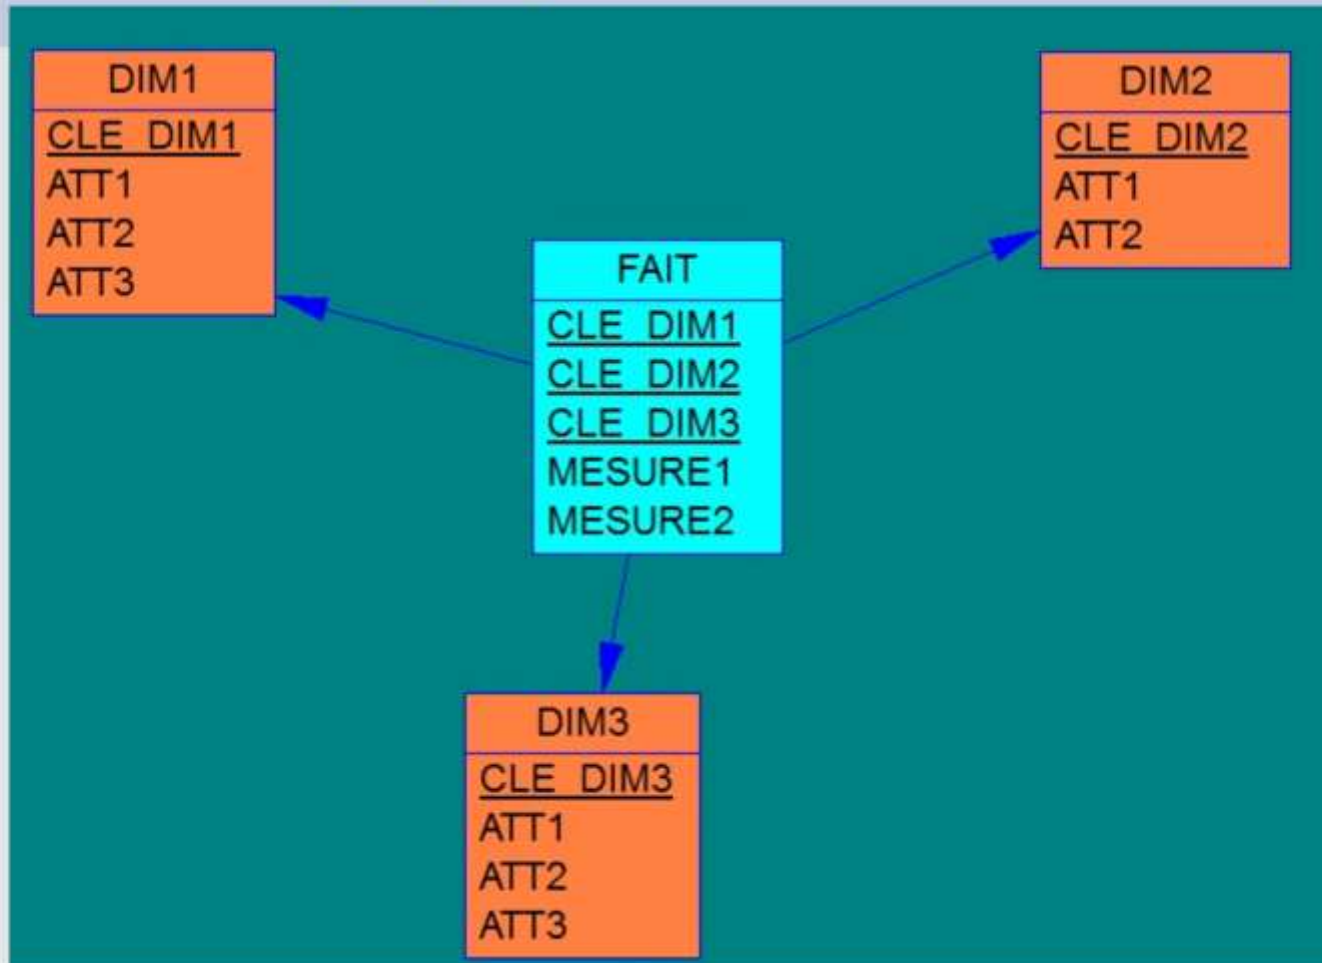 DIM1
CLE_DIM1
ATT1
ATT2
ATT3
DIM2
CLE_DIM2
ATT1
ATT2
FAIT
CLE_DIM1
CLE_DIM2
CLE_DIM3
MESURE1
MESURE2
DIM3
CLE_DIM3
ATT1
ATT2
ATT3